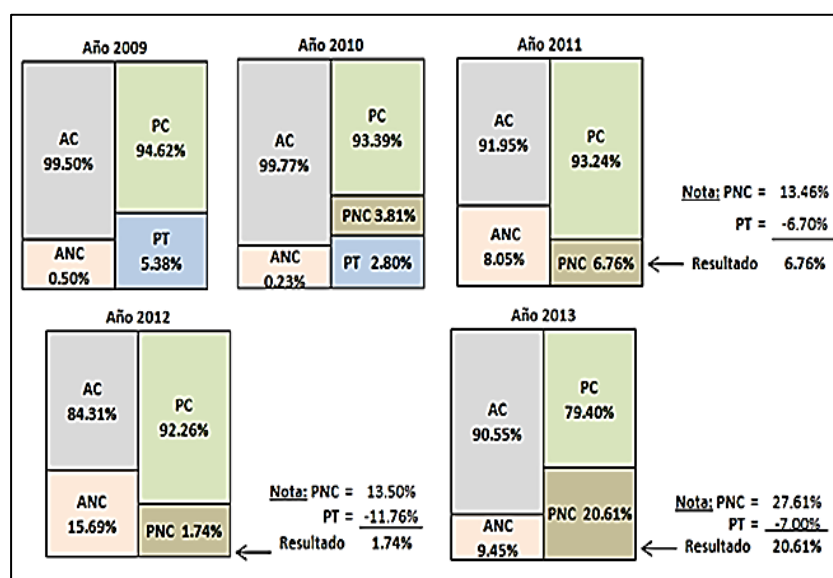 Año 2009
AC
99.50%
ANC
0.50%
PC
94.62%
PT
5.38%
Año 2010
AC
99.77%
ANC
0.23%
PC
93.39%
PNC 3.81%
PT 2.80%
Año 2011
AC
91.95%
ANC
8.05%
PC
93.24%
PNC 6.76%
Nota: PNC = 13.46%
PT = -6.70%
Resultado 6.76%
Año 2012
AC
84.31%
ANC
15.69%
PC
92.26%
PNC 1.74%
Nota: PNC = 13.50%
PT = -11.76%
Resultado 1.74%
Año 2013
AC
90.55%
ANC
9.45%
PC
79.40%
PNC 20.61%
Nota: PNC = 27.61%
PT = -7.00%
Resultado 20.61%